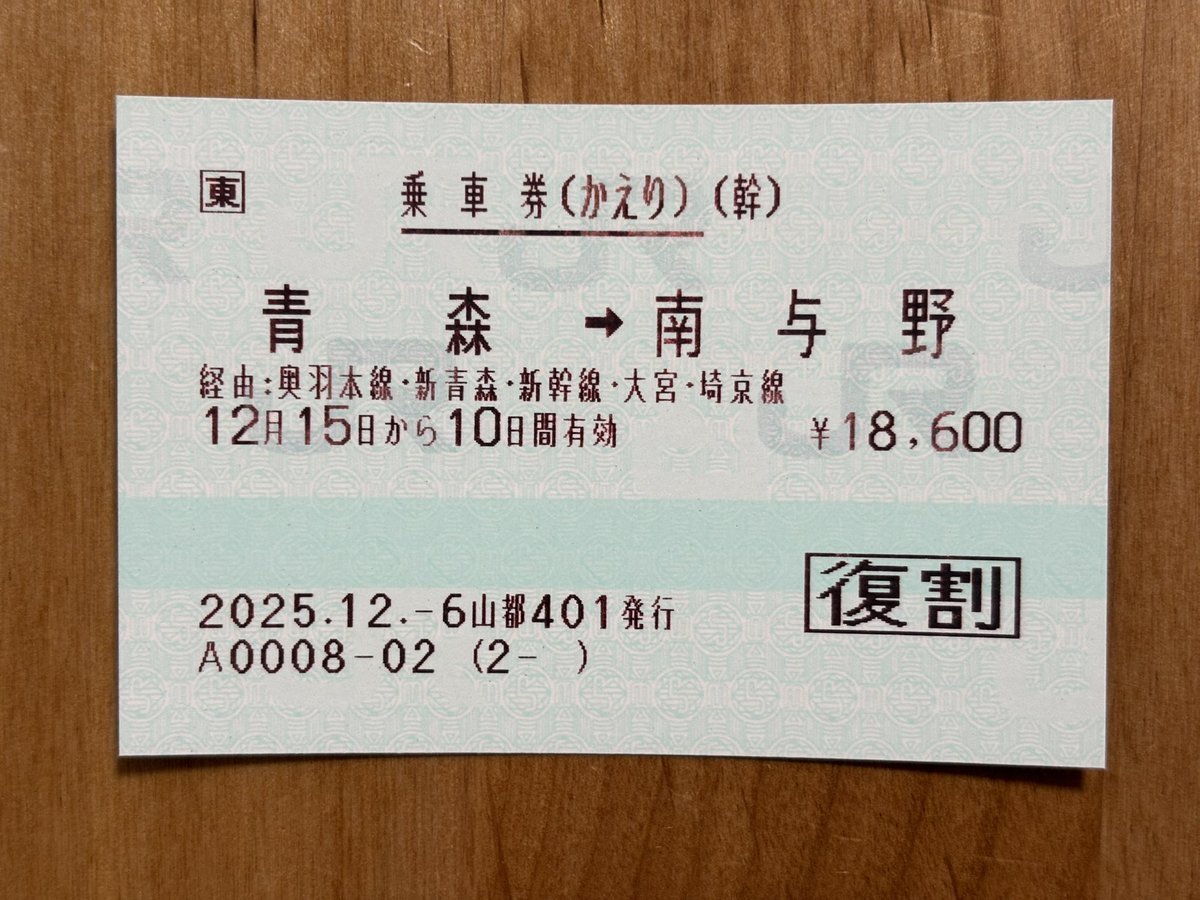 東 乗車券(かえり)(幹)
青森➡南与野
経由:奥羽本線・新青森・新幹線・大宮・埼京線
12月15日から10日間有効 ¥18,600
復割
2025.12.-6山都401発行
A0008-02 (2- )